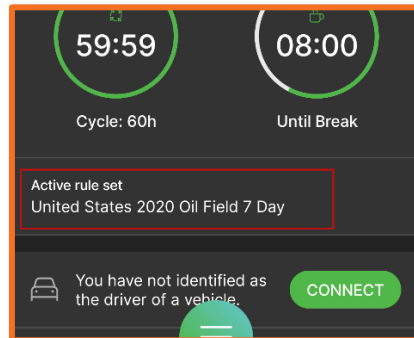 59:59
08:00
Cycle: 60h
Until Break
Active rule set
United States 2020 Oil Field 7 Day
You have not identified as
the driver of a vehicle.
CONNECT